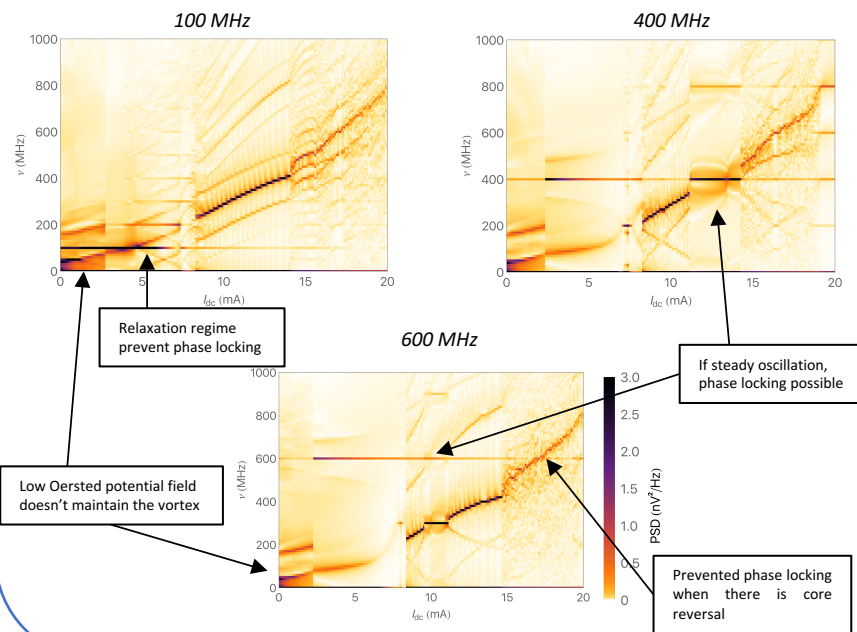 100 MHz
400 MHz
1000
800
600
400
200
0
ν (MHz)
0
5
10
15
20
I_dc (mA)
1000
800
600
400
200
0
ν (MHz)
0
5
10
15
20
I_dc (mA)
Relaxation regime
prevent phase locking
600 MHz
If steady oscillation,
phase locking possible
1000
800
600
400
200
0
ν (MHz)
0
5
10
15
20
I_dc (mA)
3.0
2.5
2.0
1.5
1.0
0.5
0
PSD (nV²/Hz)
Low Oersted potential field
doesn't maintain the vortex
Prevented phase locking
when there is core
reversal